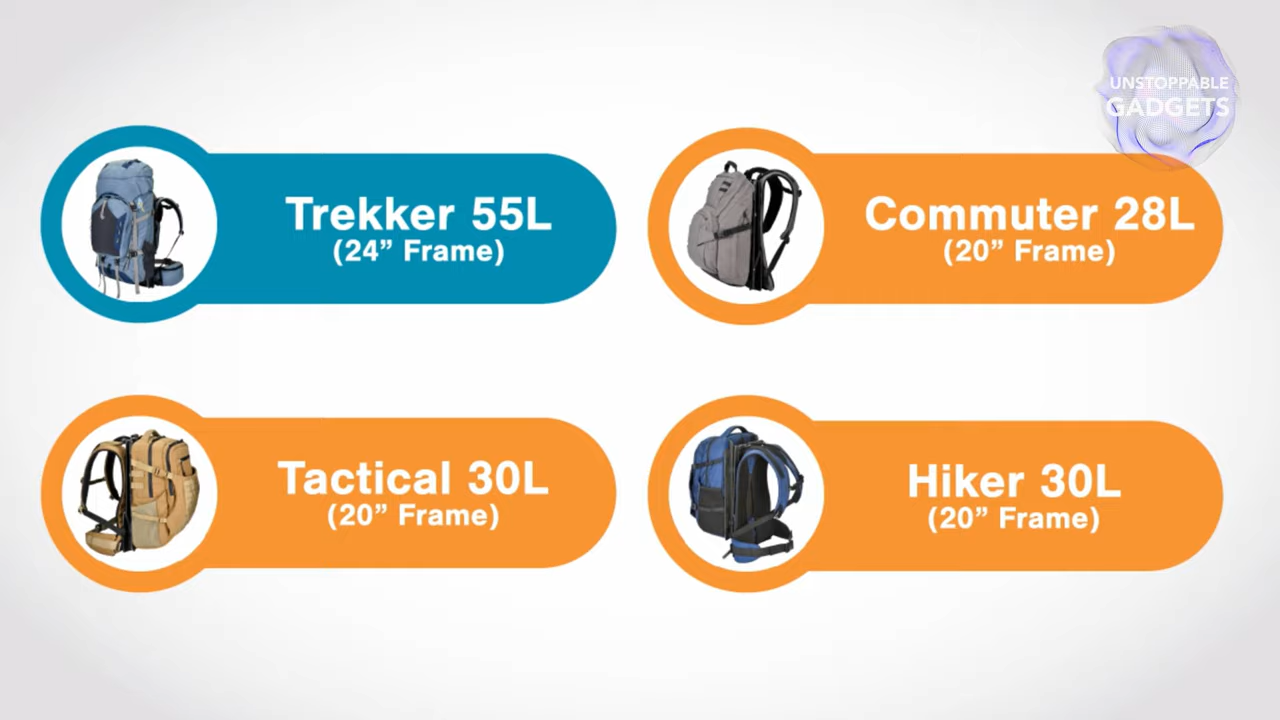 UNSTOPPABLE
GADGETS
Trekker 55L
(24” Frame)
Commuter 28L
(20” Frame)
Tactical 30L
(20” Frame)
Hiker 30L
(20” Frame)